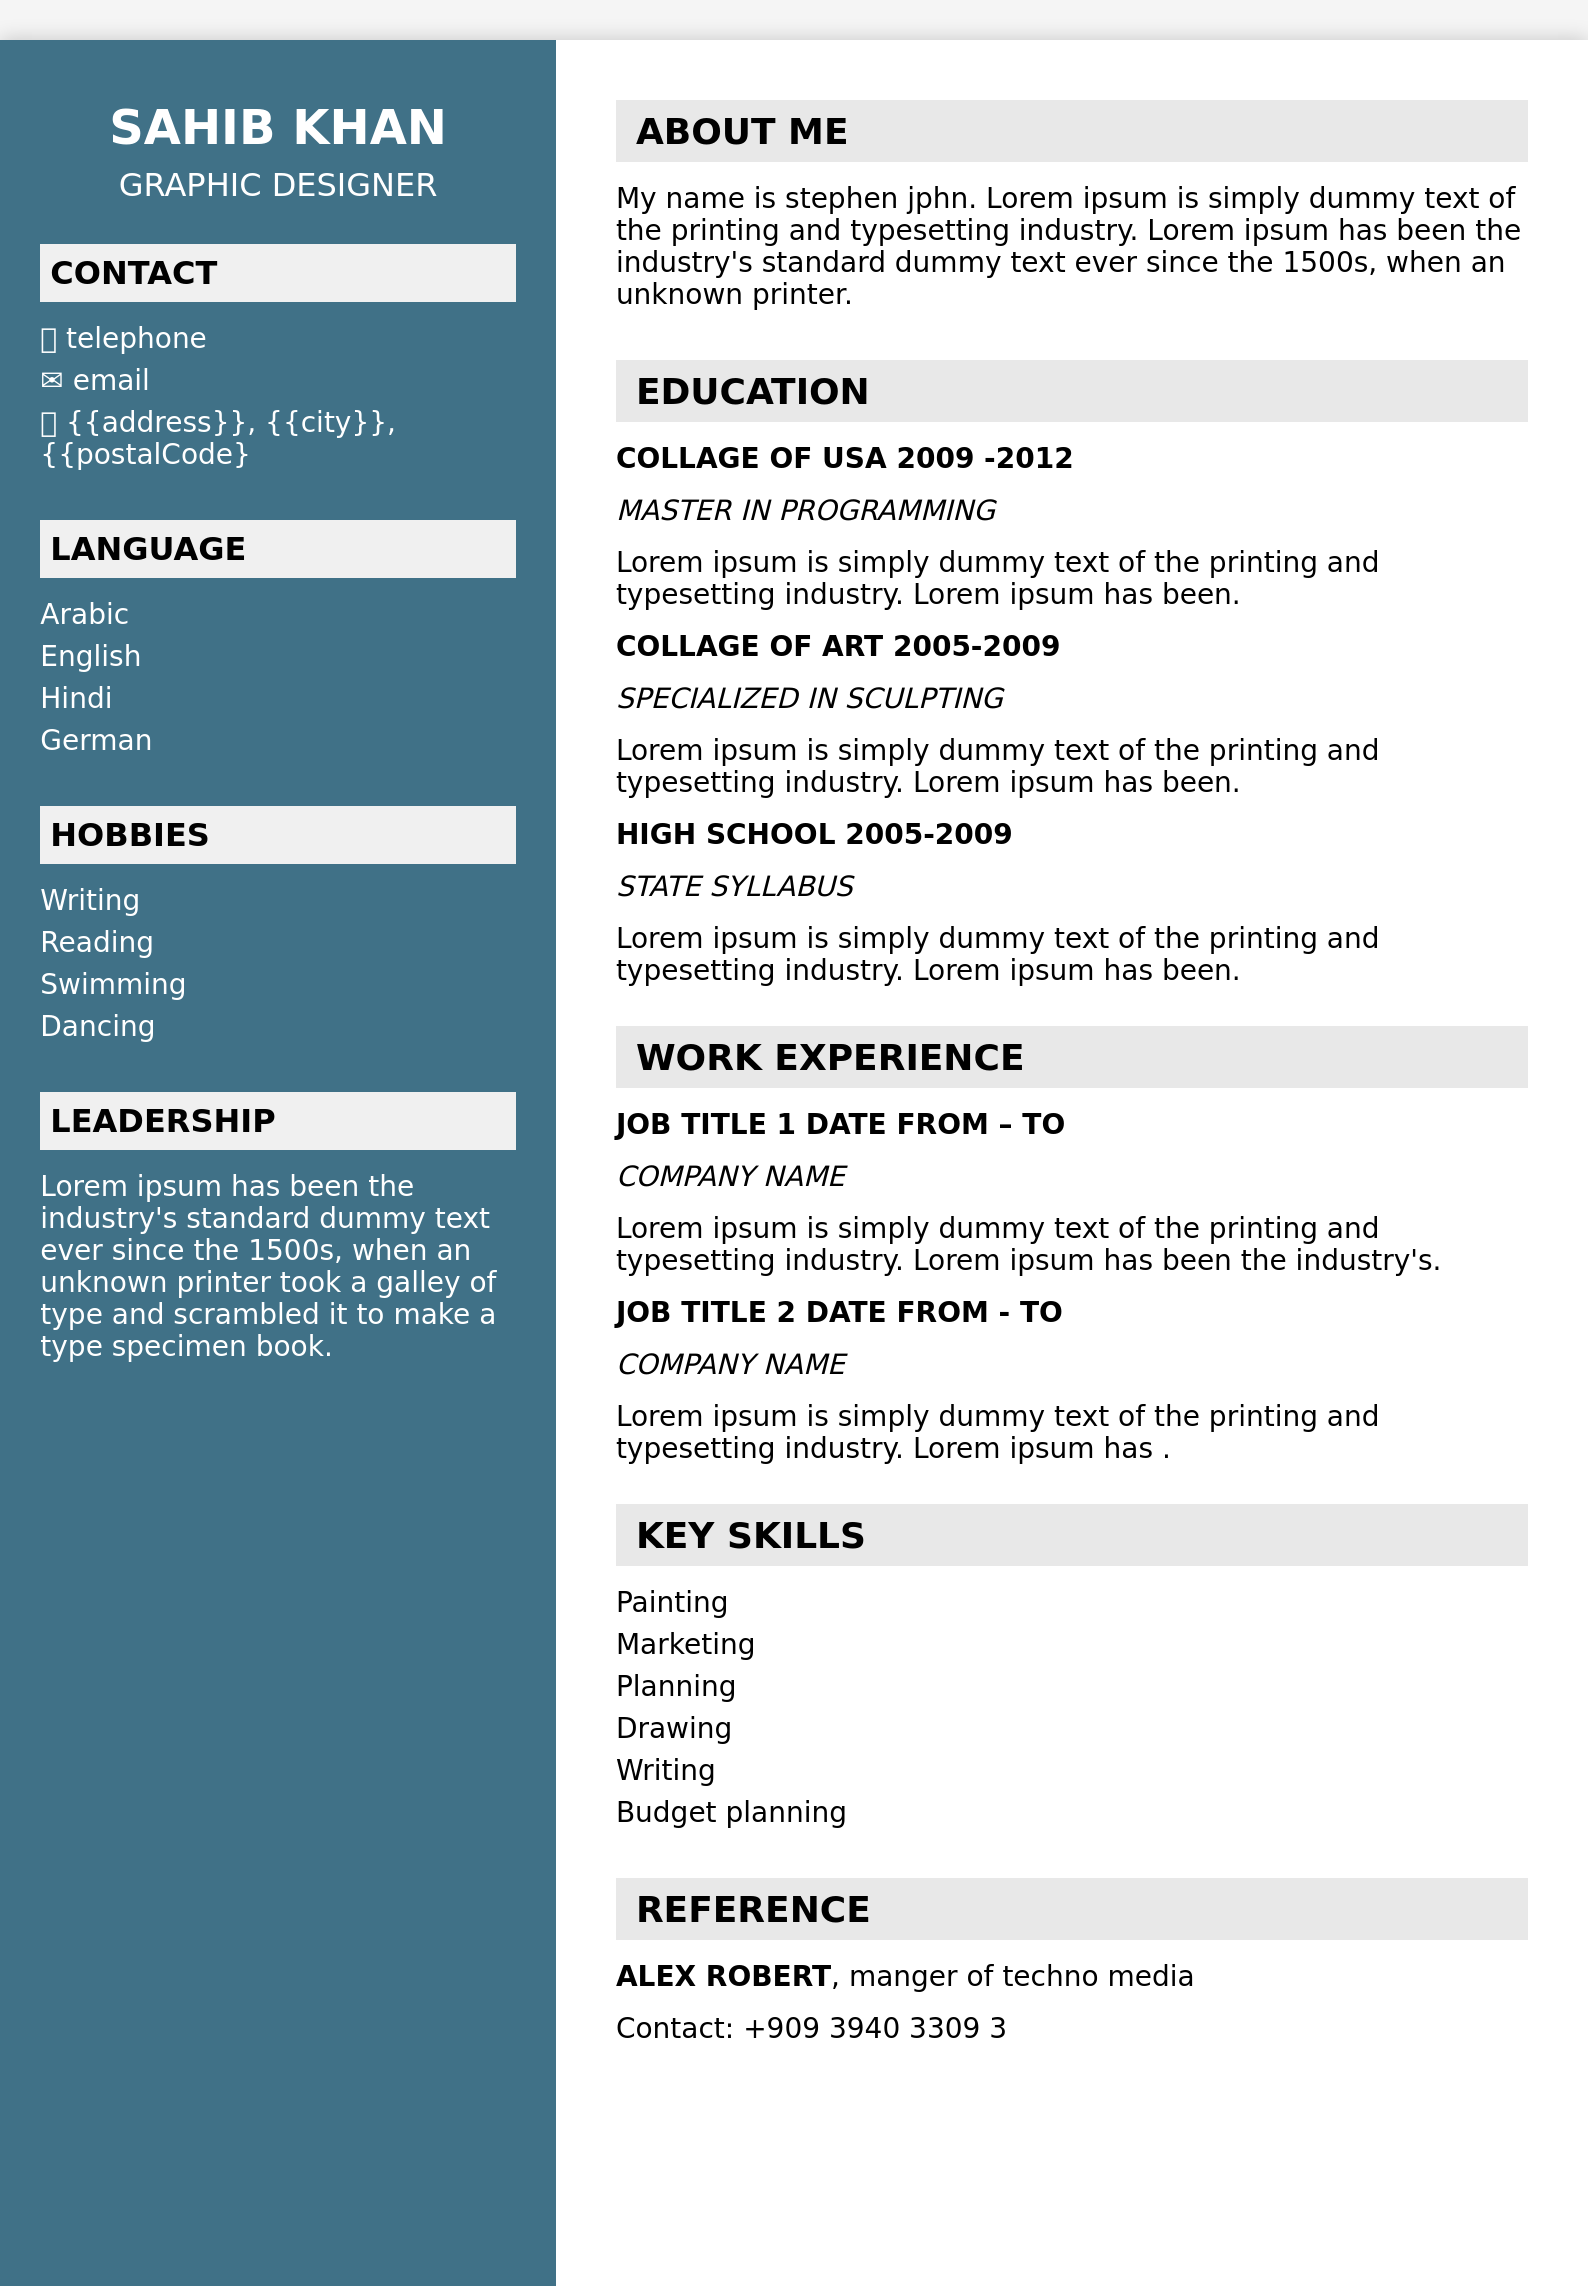 SAHIB KHAN
GRAPHIC DESIGNER
CONTACT
telephone
✉ email
{{address}}, {{city}},
{{postalCode}
LANGUAGE
Arabic
English
Hindi
German
HOBBIES
Writing
Reading
Swimming
Dancing
LEADERSHIP
Lorem ipsum has been the
industry's standard dummy text
ever since the 1500s, when an
unknown printer took a galley of
type and scrambled it to make a
type specimen book.
ABOUT ME
My name is stephen jphn. Lorem ipsum is simply dummy text of
the printing and typesetting industry. Lorem ipsum has been the
industry's standard dummy text ever since the 1500s, when an
unknown printer.
EDUCATION
COLLAGE OF USA 2009 -2012
MASTER IN PROGRAMMING
Lorem ipsum is simply dummy text of the printing and
typesetting industry. Lorem ipsum has been.
COLLAGE OF ART 2005-2009
SPECIALIZED IN SCULPTING
Lorem ipsum is simply dummy text of the printing and
typesetting industry. Lorem ipsum has been.
HIGH SCHOOL 2005-2009
STATE SYLLABUS
Lorem ipsum is simply dummy text of the printing and
typesetting industry. Lorem ipsum has been.
WORK EXPERIENCE
JOB TITLE 1 DATE FROM – TO
COMPANY NAME
Lorem ipsum is simply dummy text of the printing and
typesetting industry. Lorem ipsum has been the industry's.
JOB TITLE 2 DATE FROM - TO
COMPANY NAME
Lorem ipsum is simply dummy text of the printing and
typesetting industry. Lorem ipsum has .
KEY SKILLS
Painting
Marketing
Planning
Drawing
Writing
Budget planning
REFERENCE
ALEX ROBERT, manger of techno media
Contact: +909 3940 3309 3